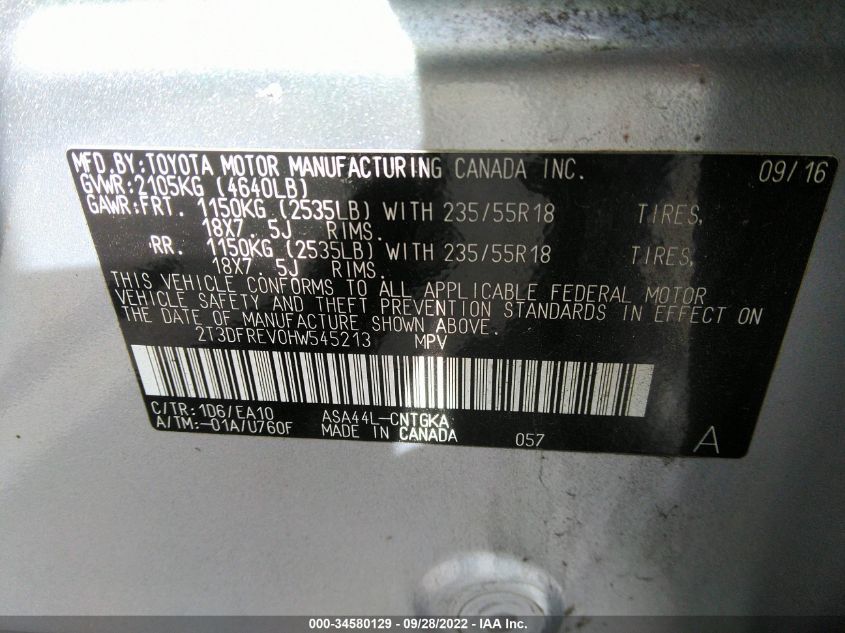 MFD. BY:TOYOTA MOTOR MANUFACTURING CANADA INC. 09/16
GVWR:2105KG (4640LB)
GAWR:FRT. 1150KG (2535LB) WITH 235/55R18 TIRES,
18X7.5J RIMS.
RR. 1150KG (2535LB) WITH 235/55R18 TIRES,
18X7.5J RIMS.
THIS VEHICLE CONFORMS TO ALL APPLICABLE FEDERAL MOTOR
VEHICLE SAFETY AND THEFT PREVENTION STANDARDS IN EFFECT ON
THE DATE OF MANUFACTURE SHOWN ABOVE.
2T3DFREV0HW545213 MPV
C/TR:1D6/EA10 ASA44L-CNTGKA
A/TM:-01A/U760F MADE IN CANADA 057 A
000-34580129 - 09/28/2022 - IAA Inc.